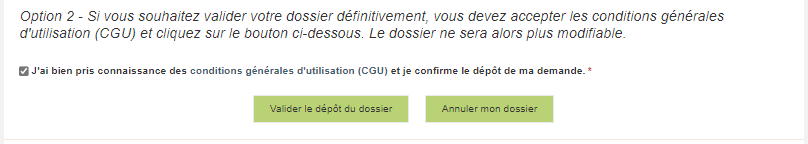 Option 2 - Si vous souhaitez valider votre dossier définitivement, vous devez accepter les conditions générales
d'utilisation (CGU) et cliquez sur le bouton ci-dessous. Le dossier ne sera alors plus modifiable.
J'ai bien pris connaissance des conditions générales d'utilisation (CGU) et je confirme le dépôt de ma demande. *
Valider le dépôt du dossier Annuler mon dossier